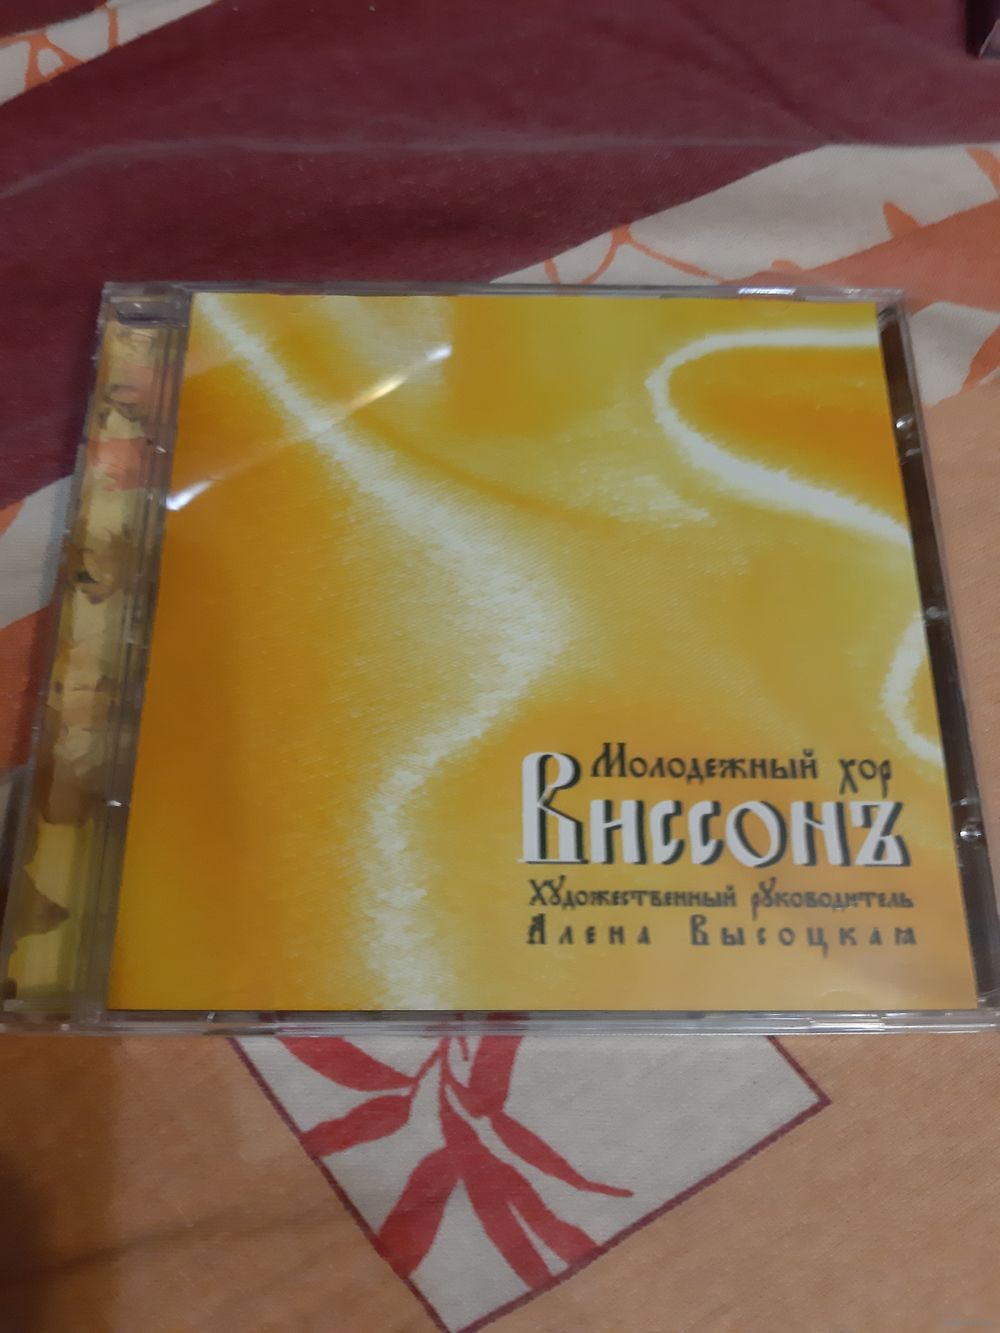 Молодежный хор
Виссонъ
Художественный руководитель
Алена Высоцкая